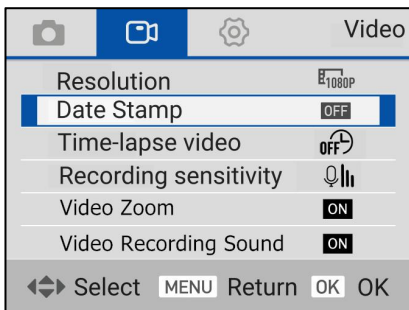 Video
Resolution 1080P
Date Stamp OFF
Time-lapse video OFF
Recording sensitivity
Video Zoom ON
Video Recording Sound ON
Select MENU Return OK OK